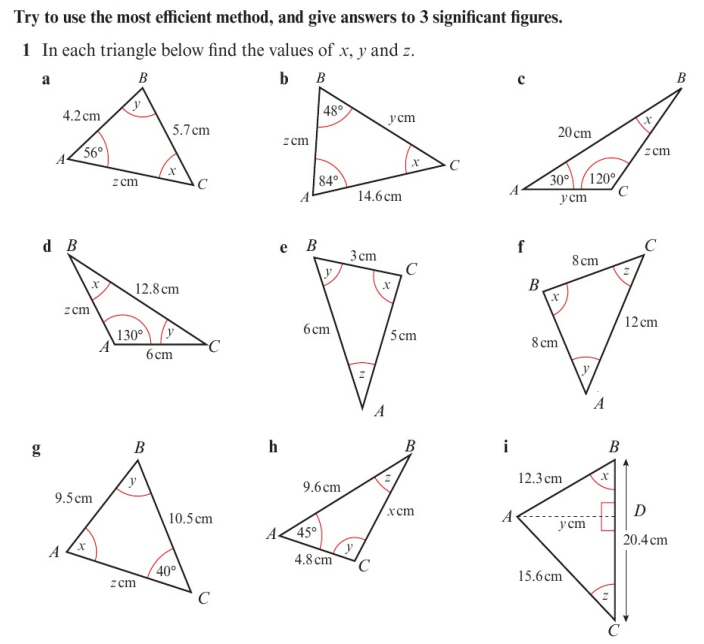 Try to use the most efficient method, and give answers to 3 significant figures.
1 In each triangle below find the values of x, y and z.
a
B
y
4.2 cm
5.7 cm
56°
A
x
z cm
C
b
B
48°
y cm
z cm
x
C
84°
A
14.6 cm
c
B
x
20 cm
z cm
30°
120°
A
y cm
C
d
B
x
12.8 cm
z cm
130°
y
A
6 cm
C
e
B
3 cm
C
y
x
6 cm
5 cm
z
A
f
C
8 cm
z
B
x
12 cm
8 cm
y
A
g
B
y
9.5 cm
10.5 cm
A
x
40°
z cm
C
h
B
z
9.6 cm
x cm
A
45°
y
4.8 cm
C
i
B
12.3 cm
x
A
y cm
D
20.4 cm
15.6 cm
z
C